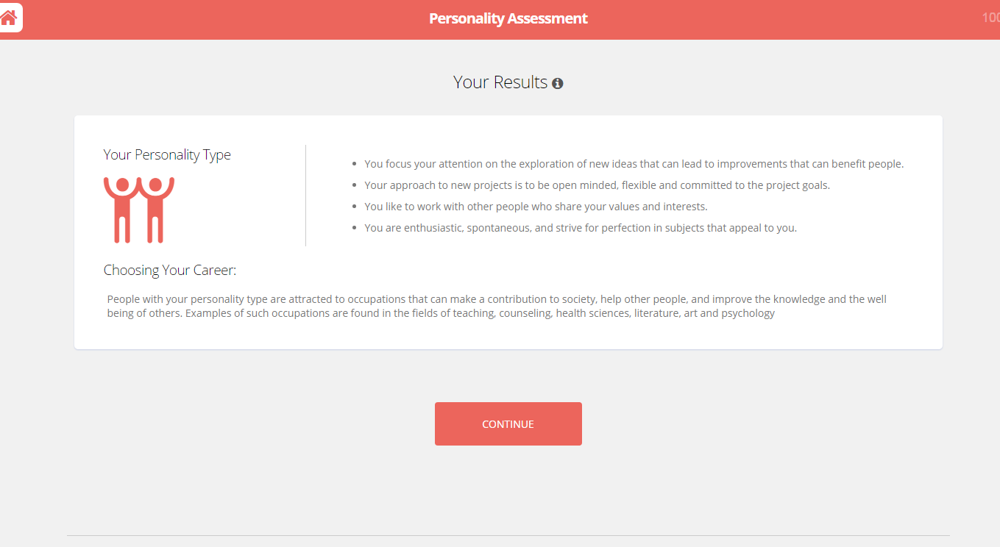 Personality Assessment
100
Your Results
Your Personality Type
• You focus your attention on the exploration of new ideas that can lead to improvements that can benefit people.
• Your approach to new projects is to be open minded, flexible and committed to the project goals.
• You like to work with other people who share your values and interests.
• You are enthusiastic, spontaneous, and strive for perfection in subjects that appeal to you.
Choosing Your Career:
People with your personality type are attracted to occupations that can make a contribution to society, help other people, and improve the knowledge and the well
being of others. Examples of such occupations are found in the fields of teaching, counseling, health sciences, literature, art and psychology
CONTINUE